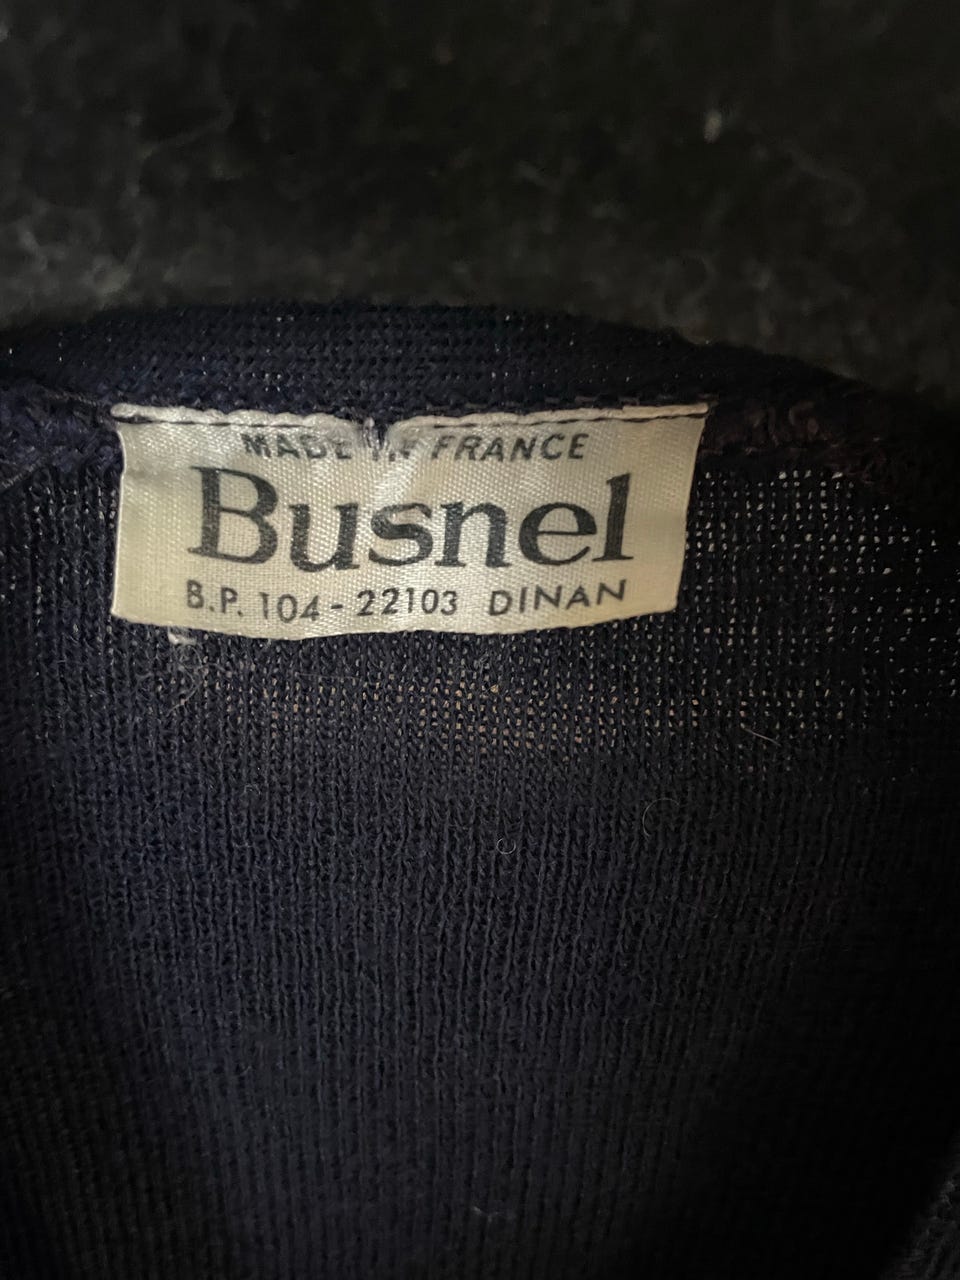 MADE IN FRANCE
Busnel
B.P. 104 - 22103 DINAN